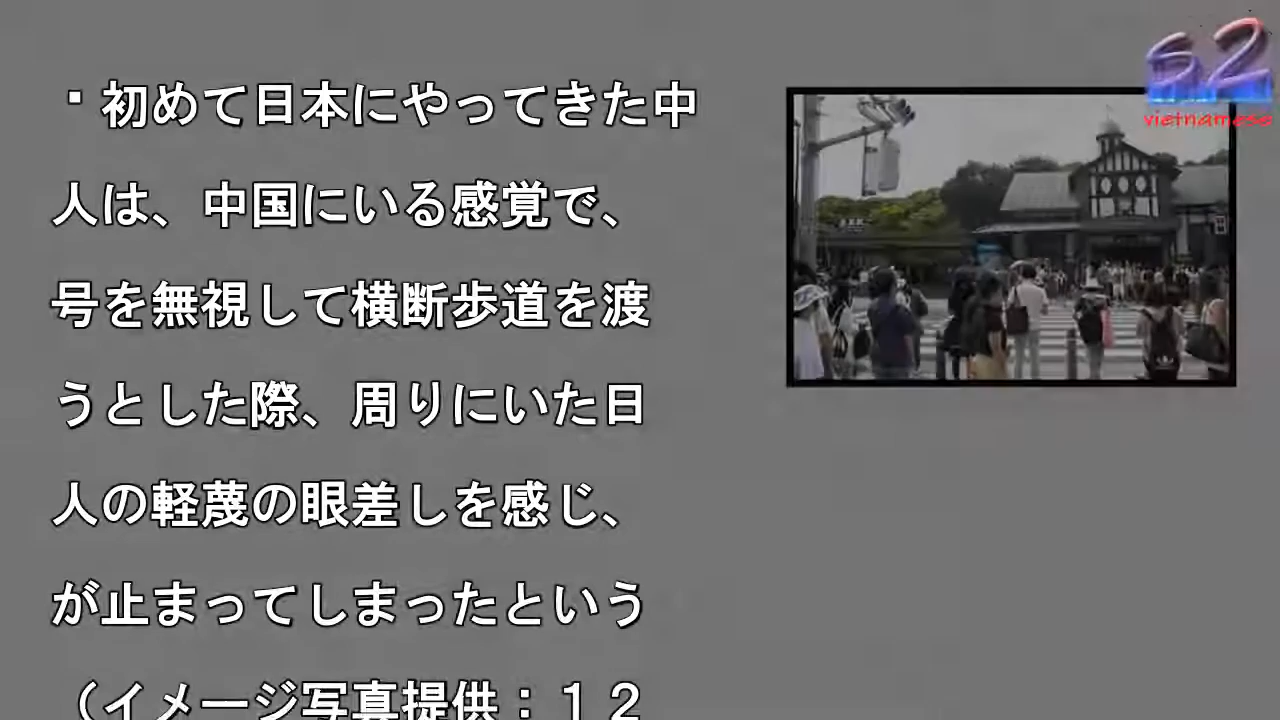 ・初めて日本にやってきた中
人は、中国にいる感覚で、
号を無視して横断歩道を渡
うとした際、周りにいた日
人の軽蔑の眼差しを感じ、
が止まってしまったという
（イメージ写真提供：１２
62
vietnamese